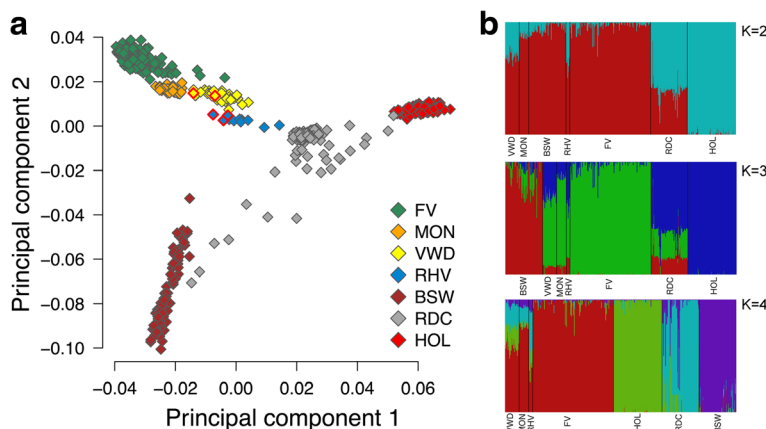 a
Principal component 2
0.04
0.02
0.00
−0.02
−0.04
−0.06
−0.08
−0.10
−0.04
−0.02
0.00
0.02
0.04
0.06
Principal component 1
FV
MON
VWD
RHV
BSW
RDC
HOL
b
K=2
VWD
MON
BSW
RHV
FV
RDC
HOL
K=3
BSW
VWD
MON
RHV
FV
RDC
HOL
K=4
FV
HOL
RDC